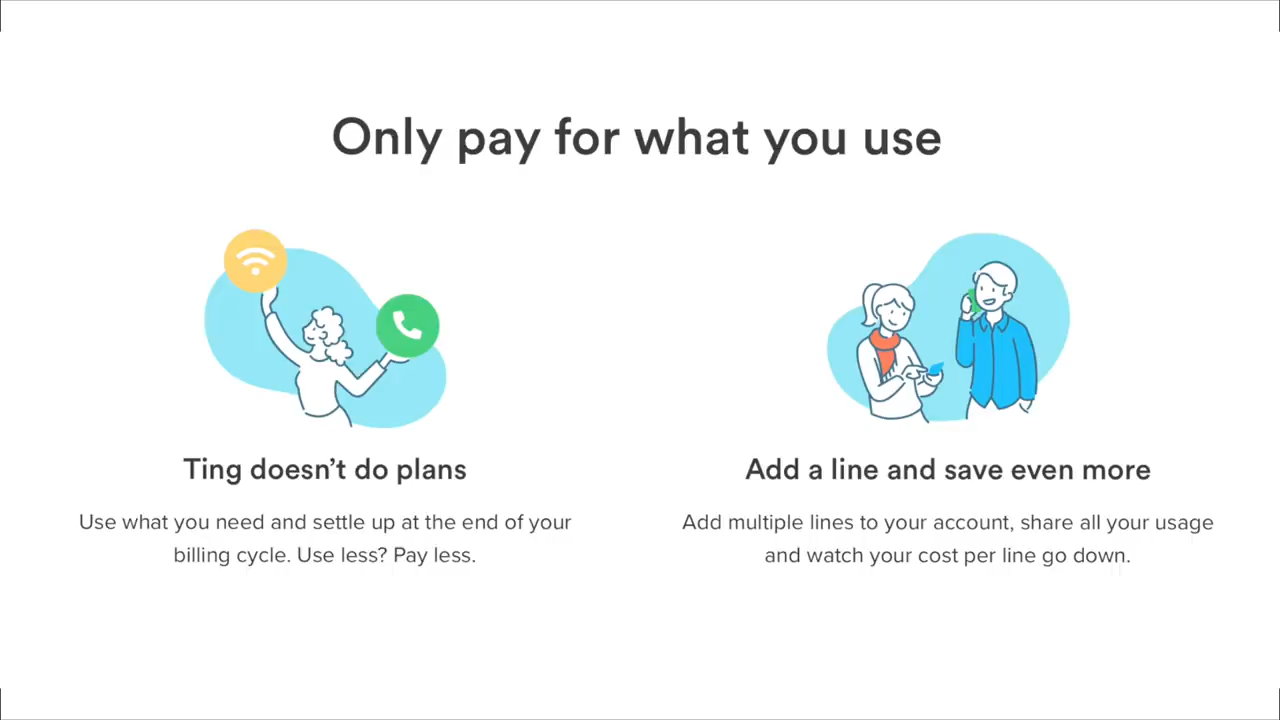 Only pay for what you use
Ting doesn’t do plans
Use what you need and settle up at the end of your
billing cycle. Use less? Pay less.
Add a line and save even more
Add multiple lines to your account, share all your usage
and watch your cost per line go down.